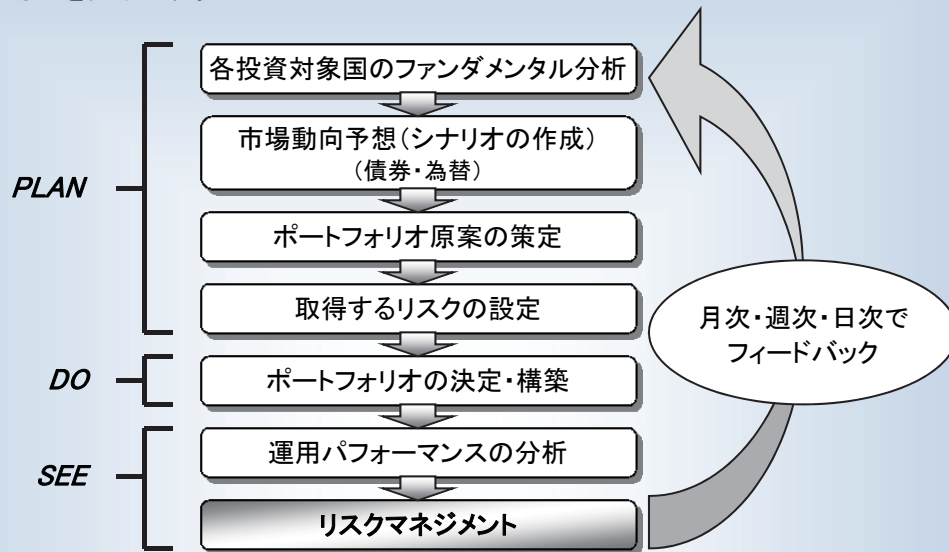 PLAN
各投資対象国のファンダメンタル分析
市場動向予想(シナリオの作成)
(債券・為替)
ポートフォリオ原案の策定
取得するリスクの設定
DO
ポートフォリオの決定・構築
SEE
運用パフォーマンスの分析
リスクマネジメント
月次・週次・日次で
フィードバック